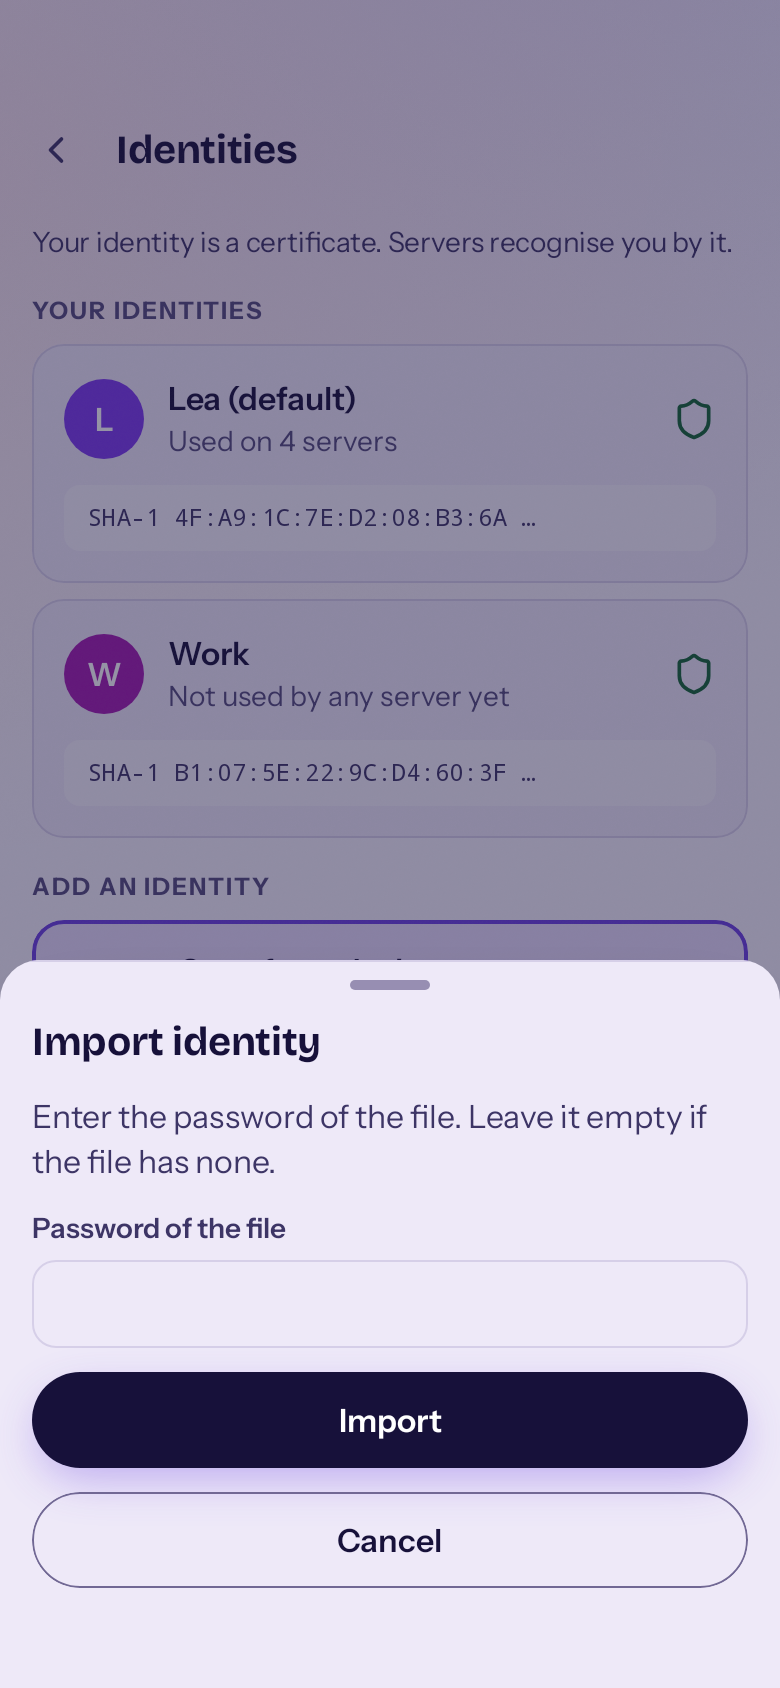 Identities
Your identity is a certificate. Servers recognise you by it.
YOUR IDENTITIES
L
Lea (default)
Used on 4 servers
SHA-1 4F:A9:1C:7E:D2:08:B3:6A …
W
Work
Not used by any server yet
SHA-1 B1:07:5E:22:9C:D4:60:3F …
ADD AN IDENTITY
Import identity
Enter the password of the file. Leave it empty if
the file has none.
Password of the file
Import
Cancel